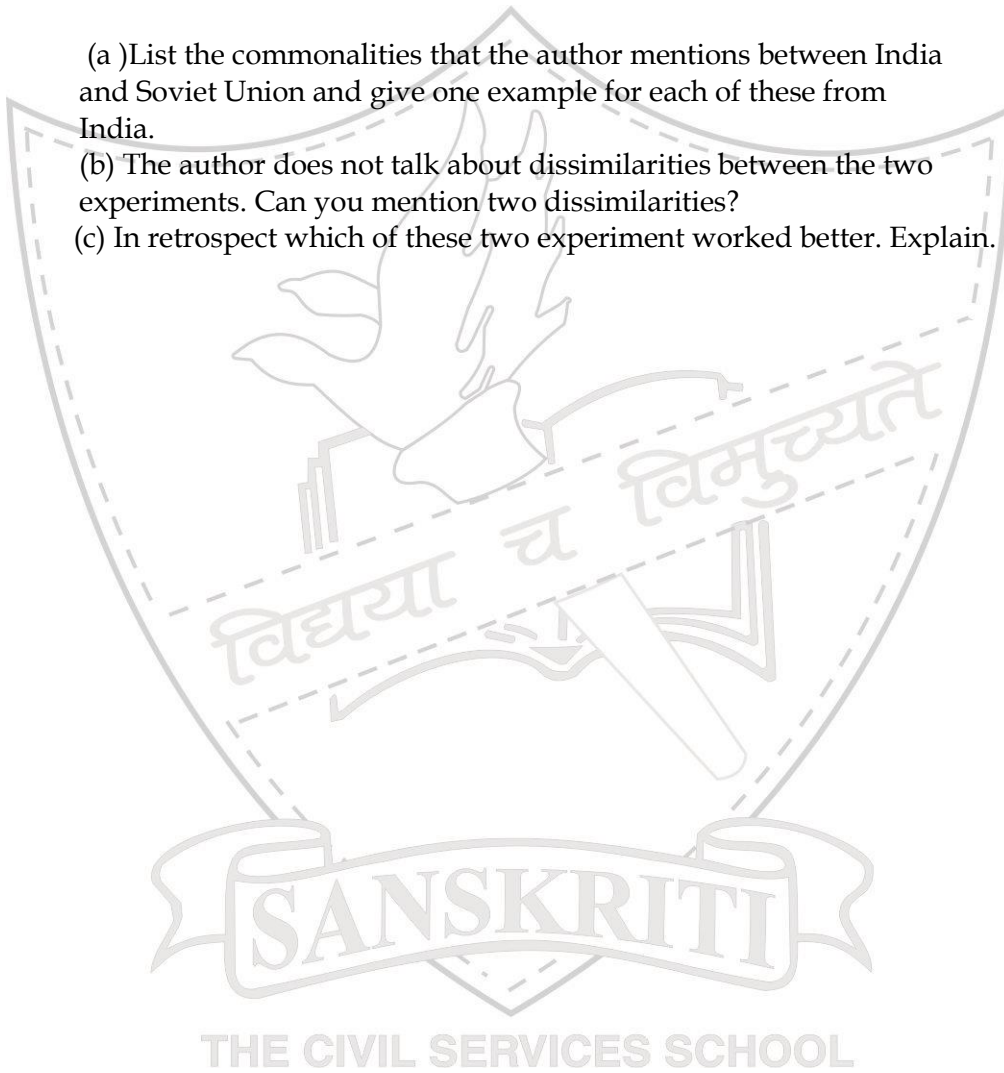 (a )List the commonalities that the author mentions between India
and Soviet Union and give one example for each of these from
India.
(b) The author does not talk about dissimilarities between the two
experiments. Can you mention two dissimilarities?
(c) In retrospect which of these two experiment worked better. Explain.
विद्यया च विमुच्यते
SANSKRITI
THE CIVIL SERVICES SCHOOL